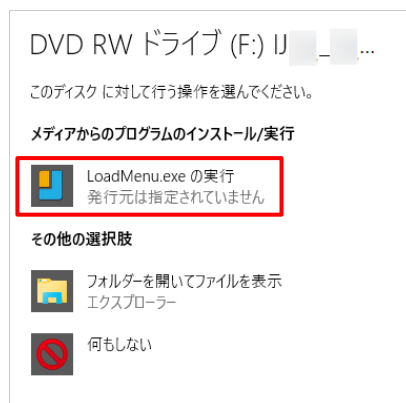 DVD RW ドライブ (F:) IJ _ ...
このディスク に対して行う操作を選んでください。
メディアからのプログラムのインストール/実行
LoadMenu.exe の実行
発行元は指定されていません
その他の選択肢
フォルダーを開いてファイルを表示
エクスプローラー
何もしない